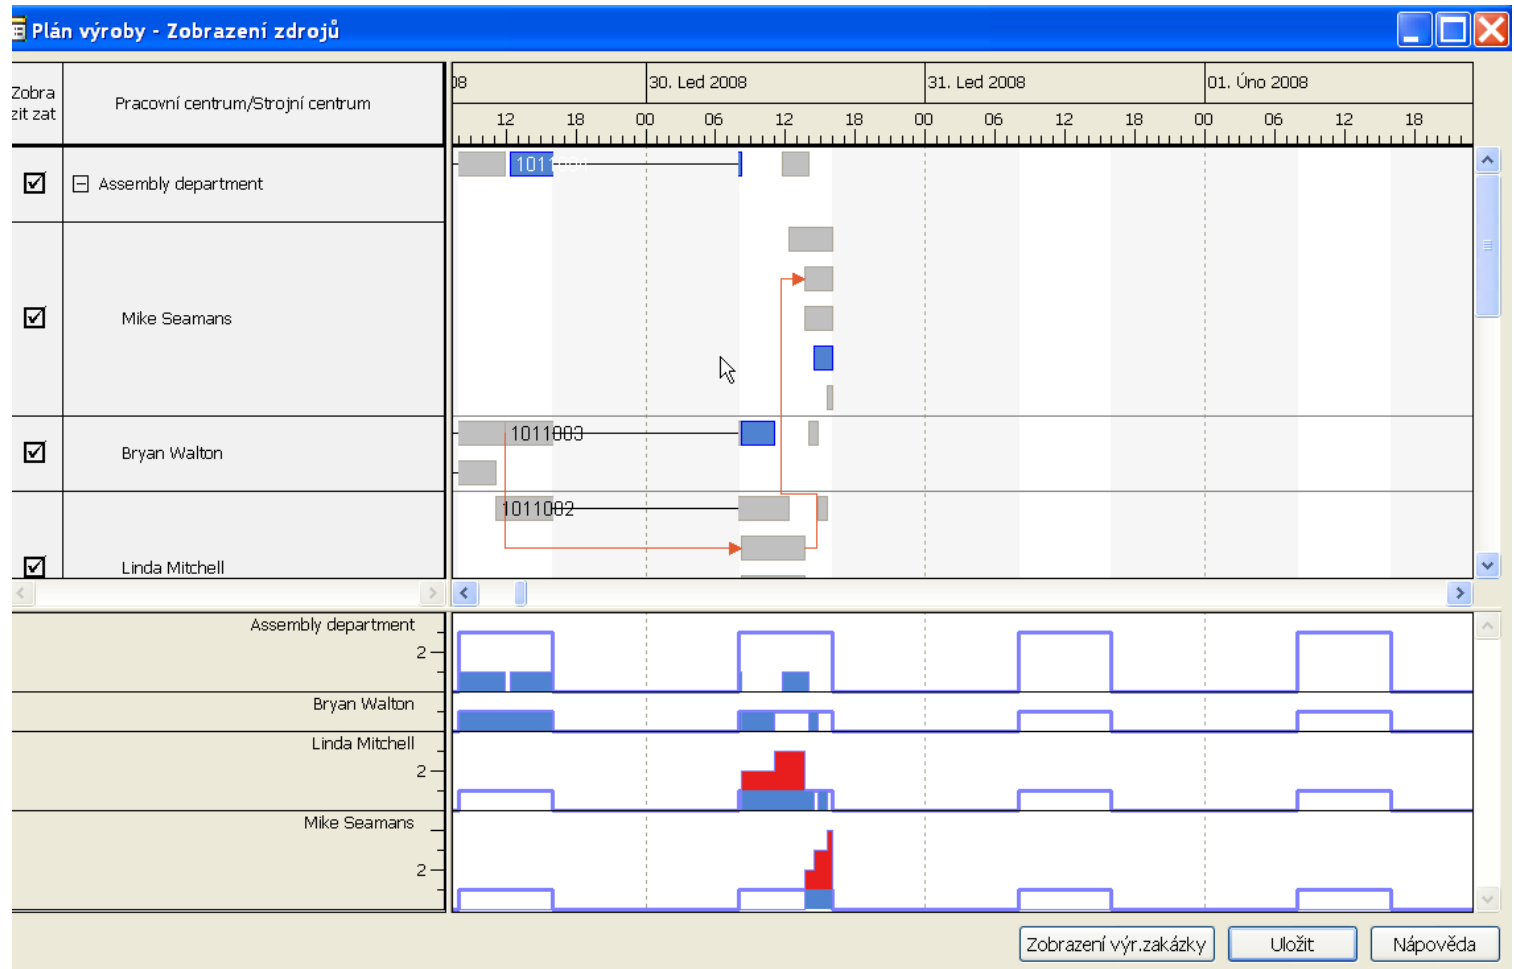 Plán výroby - Zobrazení zdrojů
Zobra
zit zat
Pracovní centrum/Strojní centrum
08
30. Led 2008
31. Led 2008
01. Úno 2008
12 18 00 06 12 18 00 06 12 18 00 06 12 18
Assembly department
Mike Seamans
Bryan Walton
1011003
1011002
Linda Mitchell
Assembly department
2
Bryan Walton
Linda Mitchell
2
Mike Seamans
2
Zobrazení výr.zakázky
Uložit
Nápověda